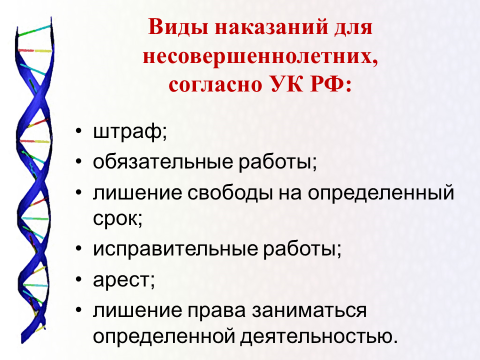 Виды наказаний для
несовершеннолетних,
согласно УК РФ:
• штраф;
• обязательные работы;
• лишение свободы на определенный
срок;
• исправительные работы;
• арест;
• лишение права заниматься
определенной деятельностью.